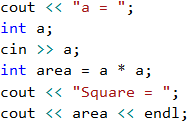 cout << "a = ";
int a;
cin >> a;
int area = a * a;
cout << "Square = ";
cout << area << endl;